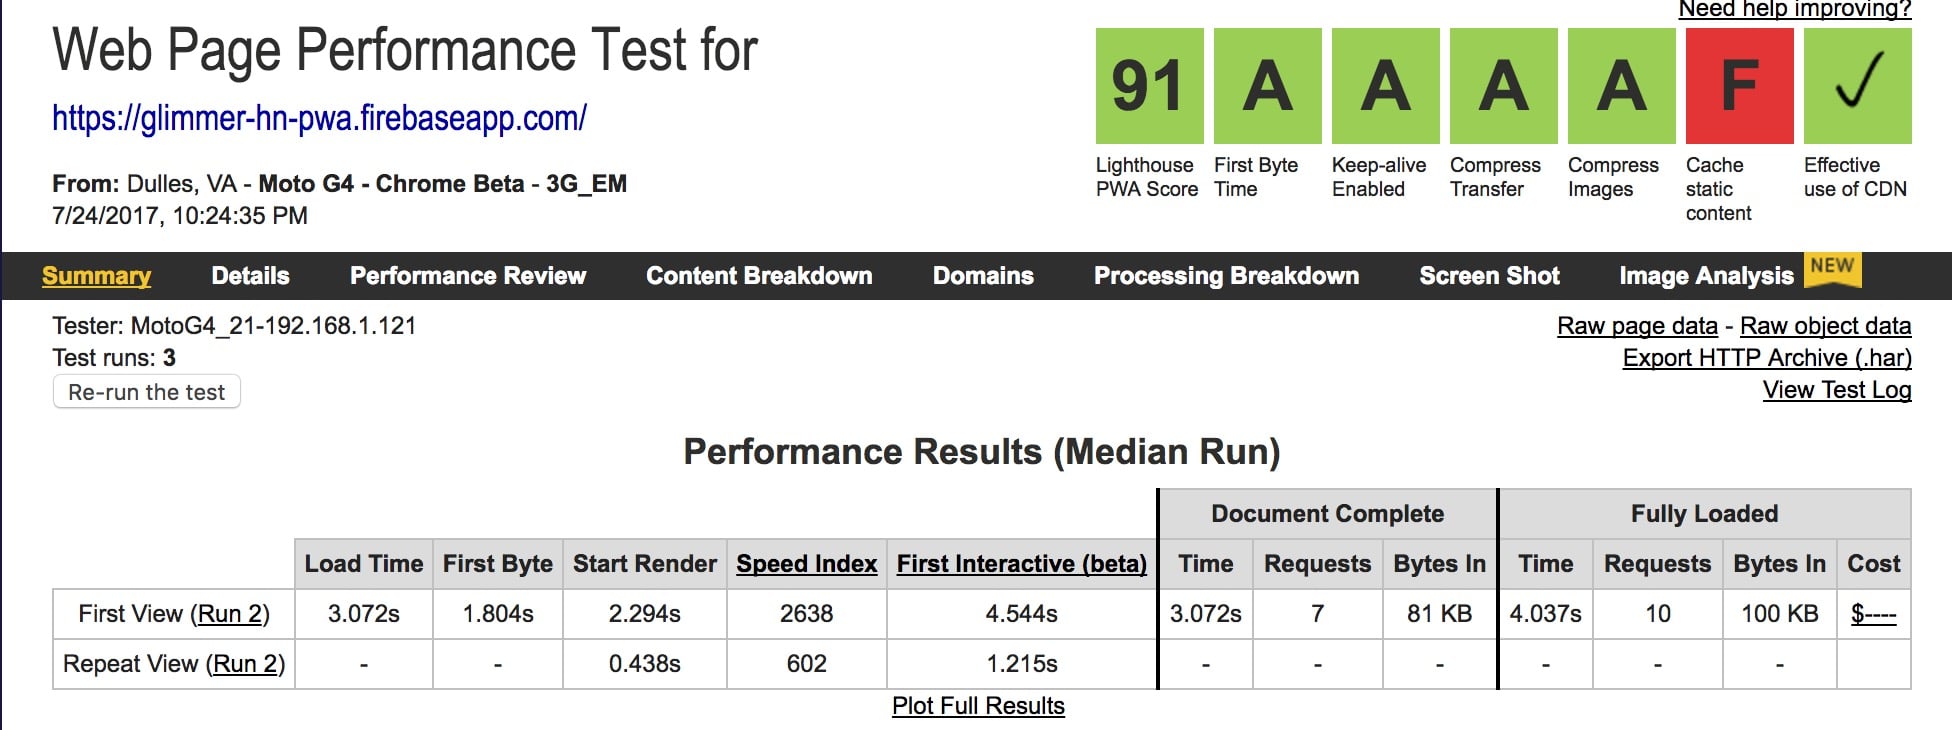 Need help improving?
Web Page Performance Test for
https://glimmer-hn-pwa.firebaseapp.com/
From: Dulles, VA - Moto G4 - Chrome Beta - 3G_EM
7/24/2017, 10:24:35 PM
91 A A A A F ✓
Lighthouse First Byte Keep-alive Compress Compress Cache Effective
PWA Score Time Enabled Transfer Images static use of CDN
content
Summary Details Performance Review Content Breakdown Domains Processing Breakdown Screen Shot Image Analysis NEW
Tester: MotoG4_21-192.168.1.121
Test runs: 3
Re-run the test
Raw page data - Raw object data
Export HTTP Archive (.har)
View Test Log
Performance Results (Median Run)
Document Complete Fully Loaded
Load Time First Byte Start Render Speed Index First Interactive (beta) Time Requests Bytes In Time Requests Bytes In Cost
First View (Run 2) 3.072s 1.804s 2.294s 2638 4.544s 3.072s 7 81 KB 4.037s 10 100 KB $----
Repeat View (Run 2) - - 0.438s 602 1.215s - - - - - -
Plot Full Results